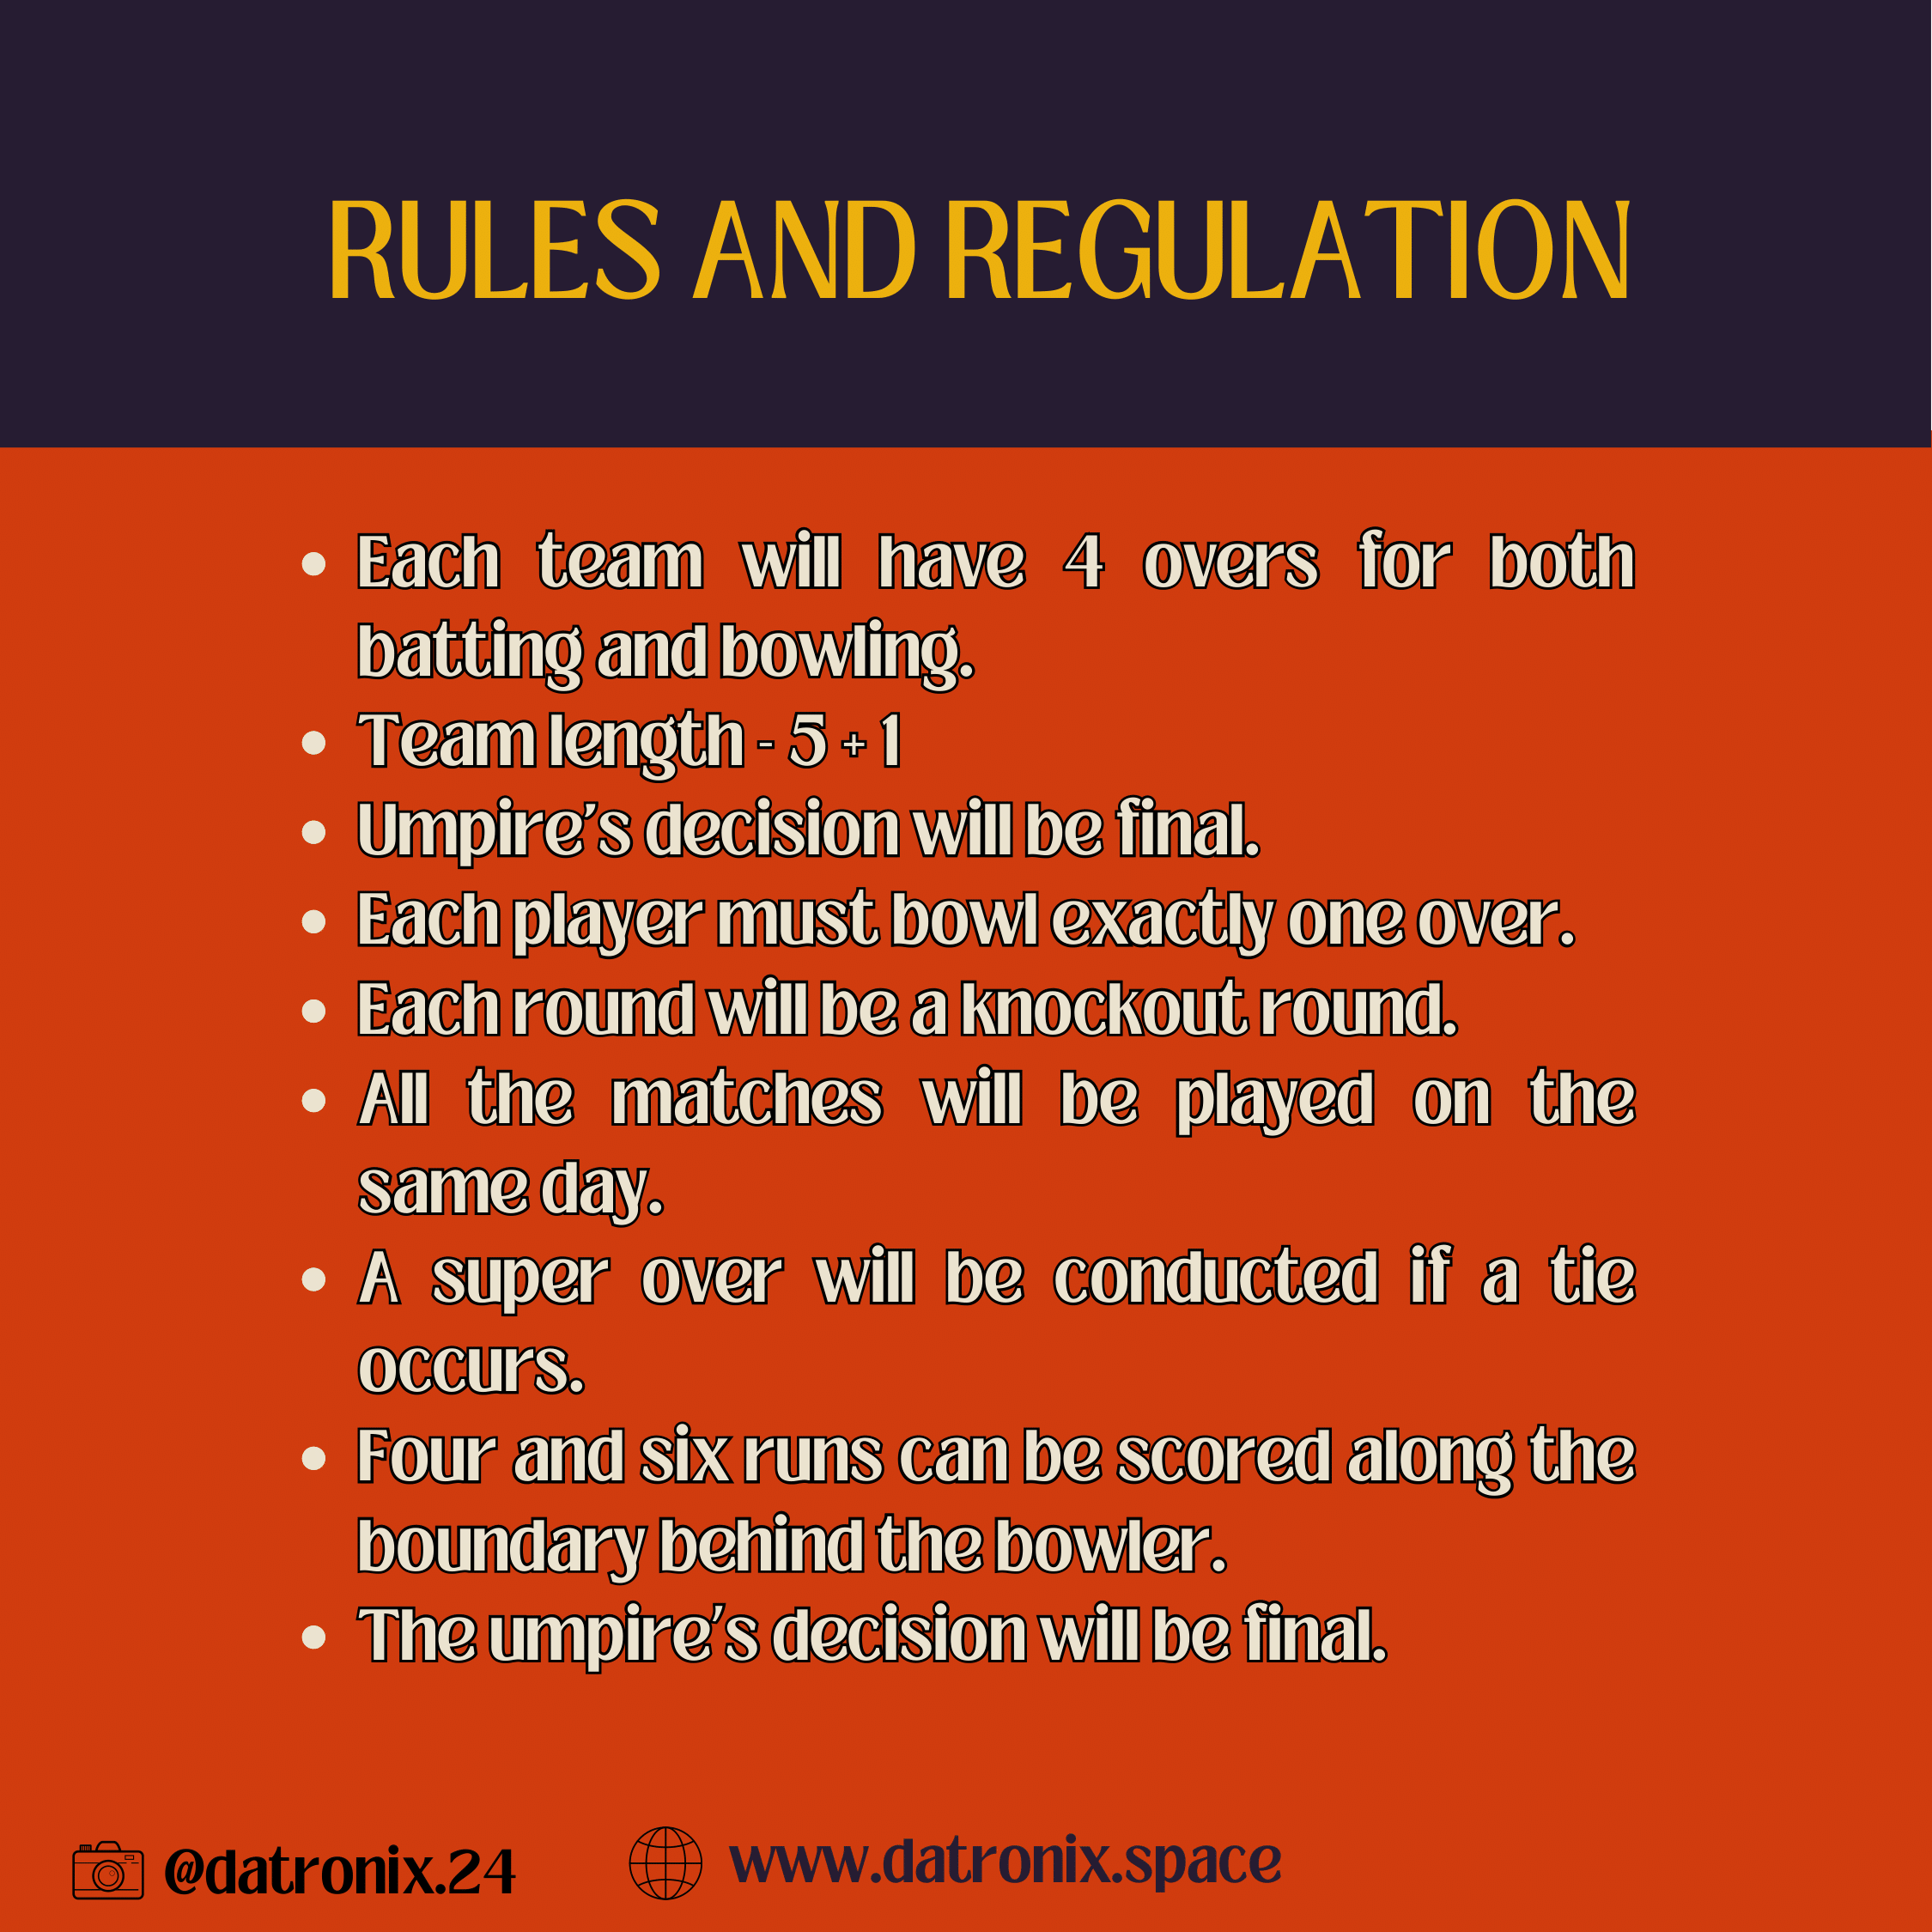 RULES AND REGULATION
• Each team will have 4 overs for both
batting and bowling.
• Team length - 5 + 1
• Umpire's decision will be final.
• Each player must bowl exactly one over.
• Each round will be a knockout round.
• All the matches will be played on the
same day.
• A super over will be conducted if a tie
occurs.
• Four and six runs can be scored along the
boundary behind the bowler.
• The umpire's decision will be final.
@datronix.24
www.datronix.space